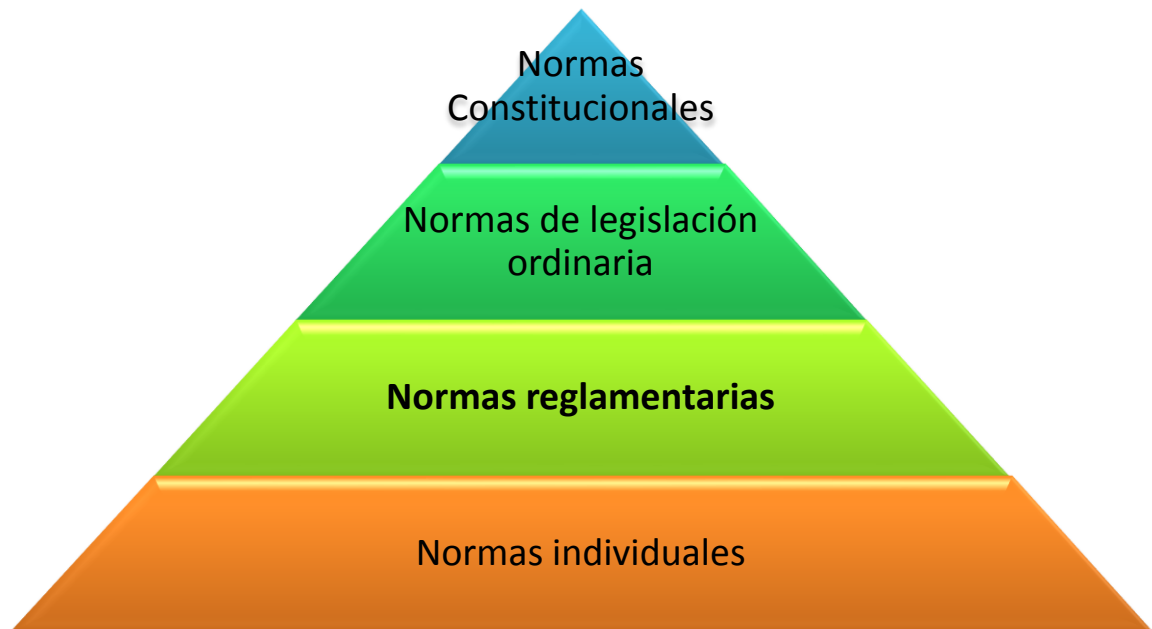 Normas
Constitucionales
Normas de legislación
ordinaria
Normas reglamentarias
Normas individuales